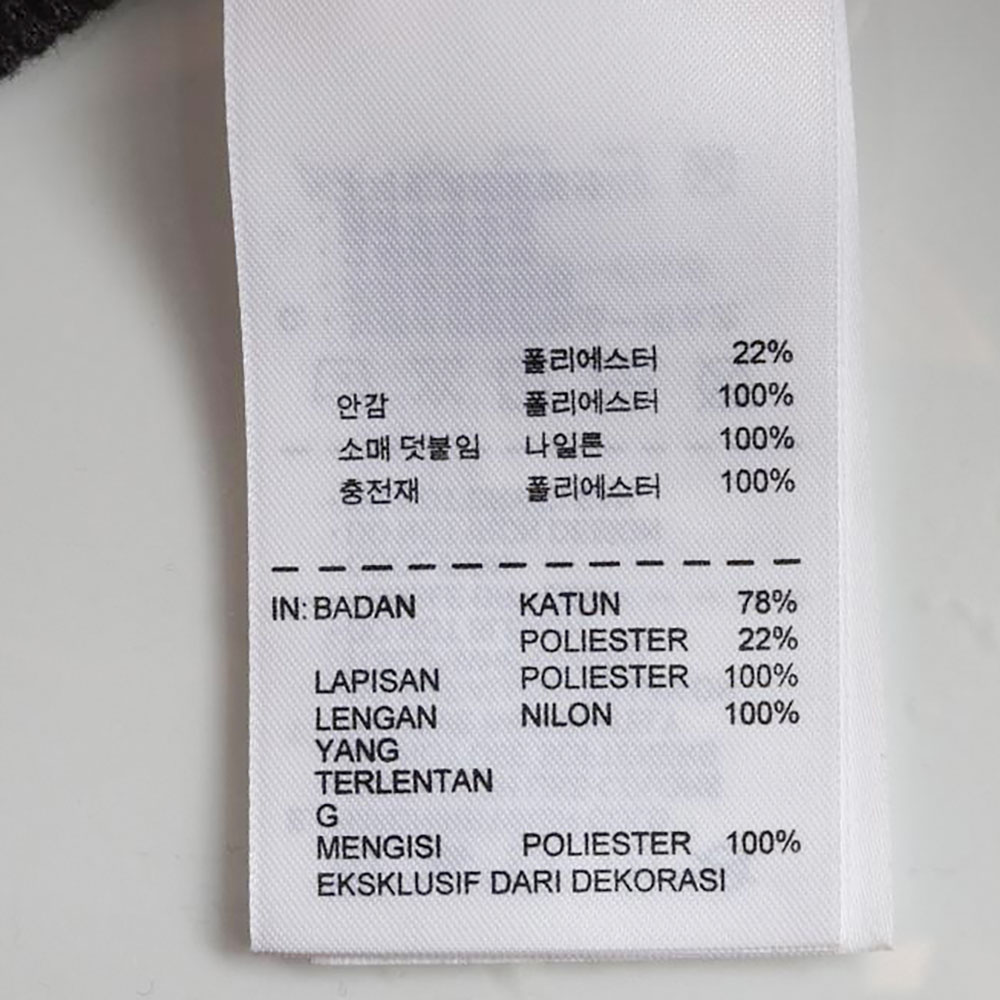 폴리에스터 22%
안감 폴리에스터 100%
소매 덧붙임 나일론 100%
충전재 폴리에스터 100%
IN: BADAN KATUN 78%
POLIESTER 22%
LAPISAN POLIESTER 100%
LENGAN NILON 100%
YANG
TERLENTAN
G
MENGISI POLIESTER 100%
EKSKLUSIF DARI DEKORASI